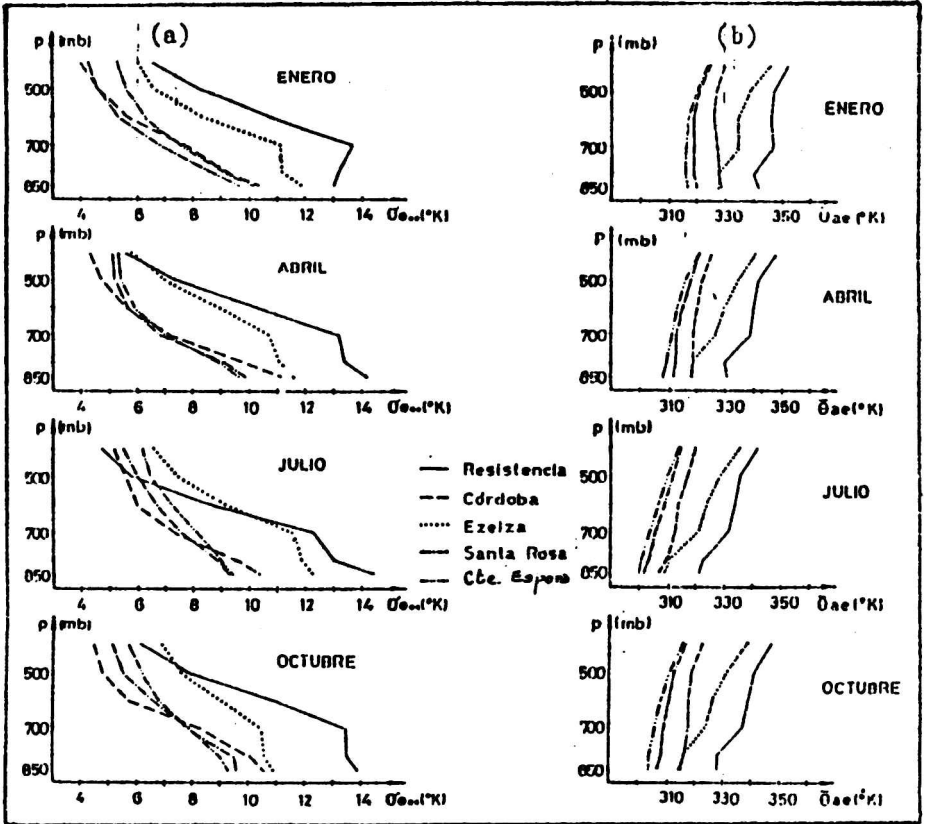 (a) (b)
P (mb) P (mb)
ENERO ENERO
500 500
700 700
850 850
4 6 8 10 12 14 310 330 350
P (mb) P (mb)
ABRIL ABRIL
500 500
700 700
850 850
4 6 8 10 12 14 310 330 350
P (mb) P (mb)
JULIO JULIO
500 500
700 700
850 850
4 6 8 10 12 14 310 330 350
Resistencia
Córdoba
Ezeiza
Santa Rosa
Cte. Espora
P (mb) P (mb)
OCTUBRE OCTUBRE
500 500
700 700
850 850
4 6 8 10 12 14 310 330 350